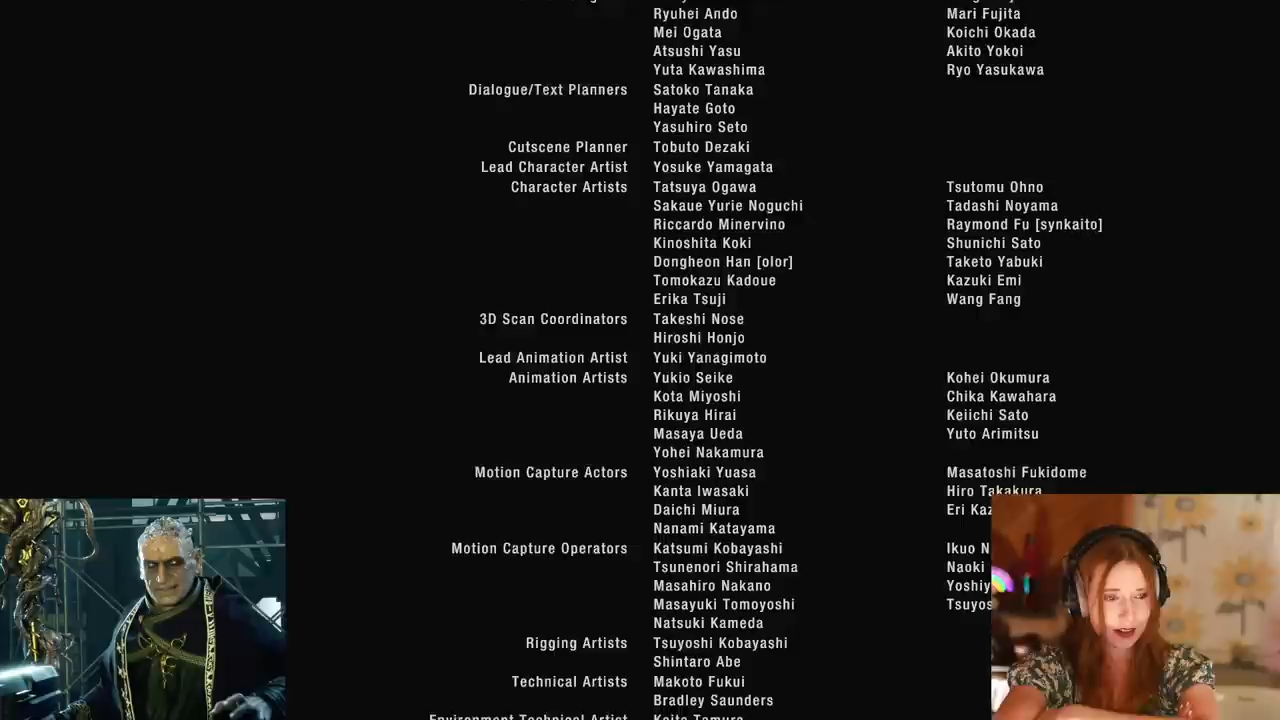 Ryuhei Ando Mari Fujita
Mei Ogata Koichi Okada
Atsushi Yasu Akito Yokoi
Yuta Kawashima Ryo Yasukawa
Dialogue/Text Planners Satoko Tanaka
Hayate Goto
Yasuhiro Seto
Cutscene Planner Tobuto Dezaki
Lead Character Artist Yosuke Yamagata
Character Artists Tatsuya Ogawa Tsutomu Ohno
Sakaue Yurie Noguchi Tadashi Noyama
Riccardo Minervino Raymond Fu [synkaito]
Kinoshita Koki Shunichi Sato
Dongheon Han [olor] Taketo Yabuki
Tomokazu Kadoue Kazuki Emi
Erika Tsuji Wang Fang
3D Scan Coordinators Takeshi Nose
Hiroshi Honjo
Lead Animation Artist Yuki Yanagimoto
Animation Artists Yukio Seike Kohei Okumura
Kota Miyoshi Chika Kawahara
Rikuya Hirai Keiichi Sato
Masaya Ueda Yuto Arimitsu
Yohei Nakamura
Motion Capture Actors Yoshiaki Yuasa Masatoshi Fukidome
Kanta Iwasaki Hiro Takakura
Daichi Miura Eri
Nanami Katayama
Motion Capture Operators Katsumi Kobayashi Ikuo
Tsunenori Shirahama Naoki
Masahiro Nakano
Masayuki Tomoyoshi
Natsuki Kameda
Rigging Artists Tsuyoshi Kobayashi
Shintaro Abe
Technical Artists Makoto Fukui
Bradley Saunders
Environment Technical Artist Keita Tamura